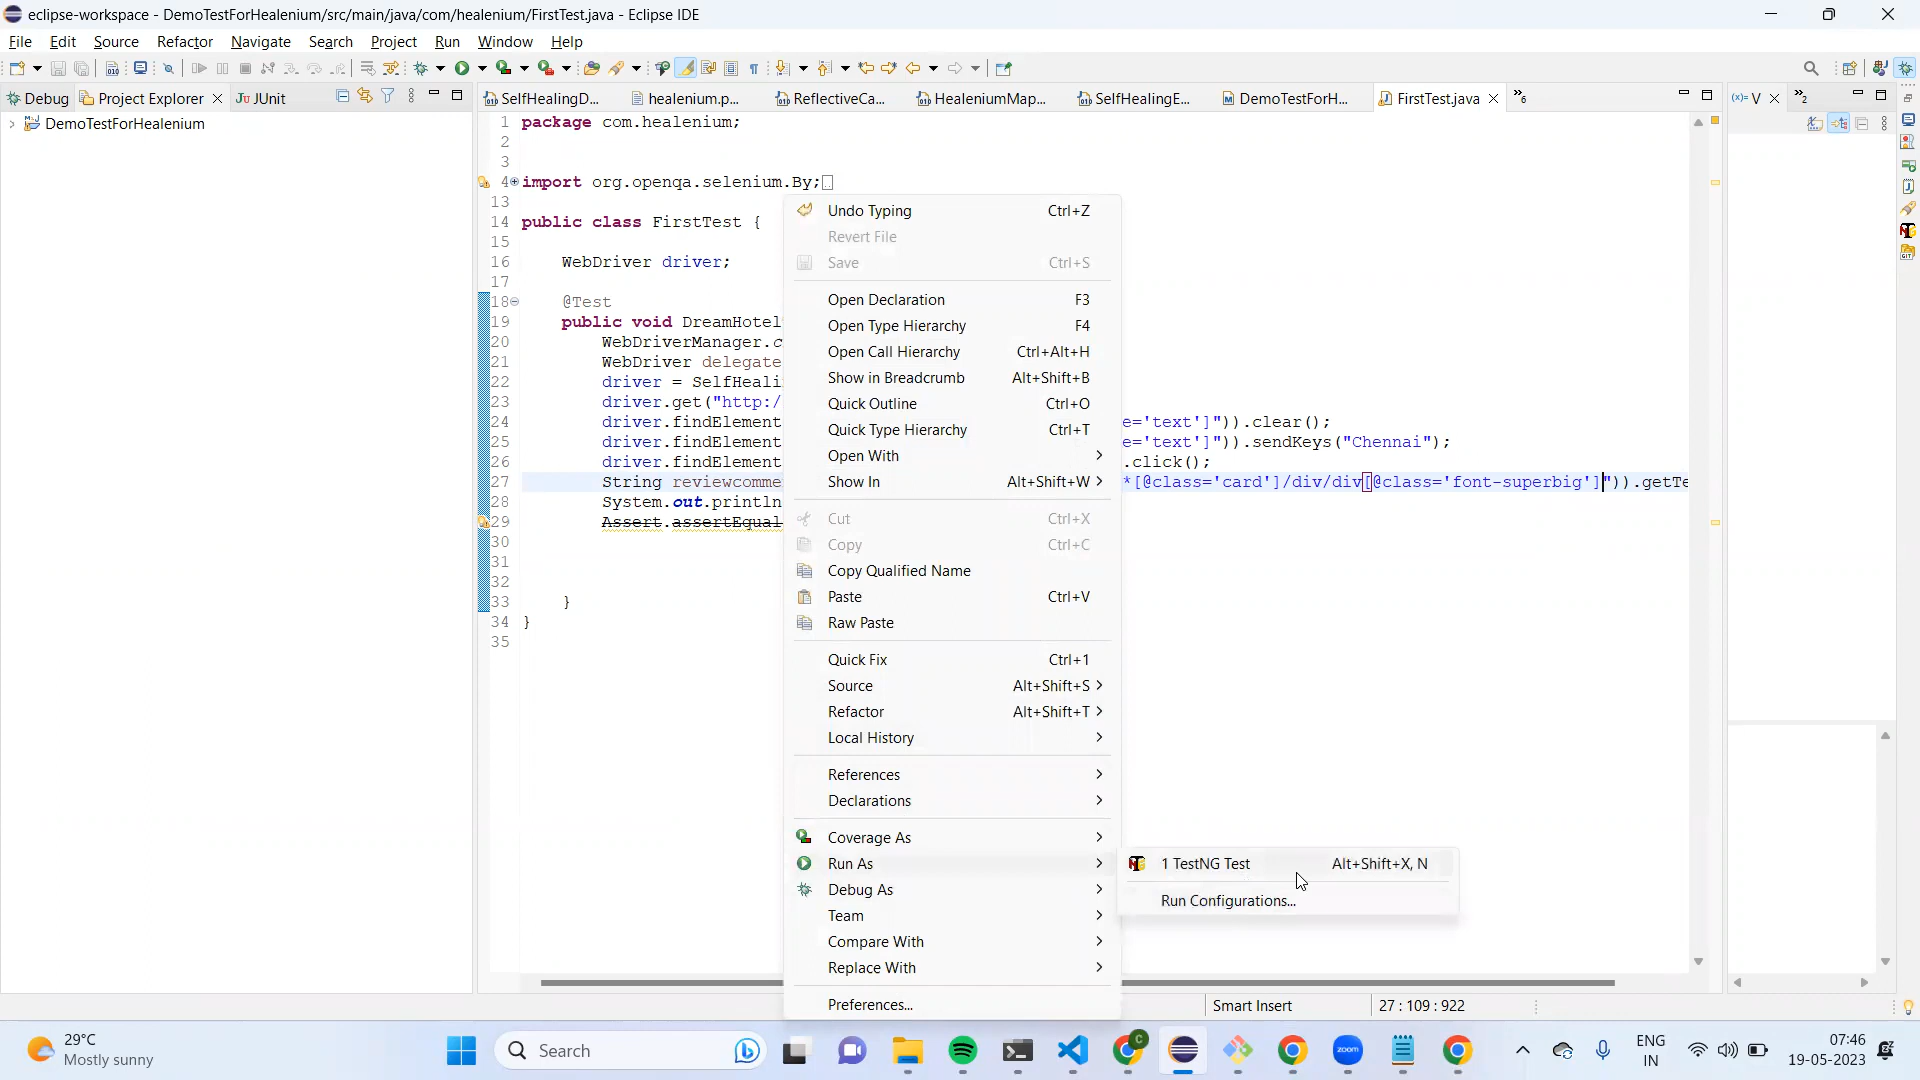 eclipse-workspace - DemoTestForHealenium/src/main/java/com/healenium/FirstTest.java - Eclipse IDE
File Edit Source Refactor Navigate Search Project Run Window Help
Debug Project Explorer JUnit
SelfHealingD... healenium.p... ReflectiveCa... HealeniumMap... SelfHealingE... DemoTestForH... FirstTest.java »6
(x)= V »2
DemoTestForHealenium
1 package com.healenium;
2
3
4 import org.openqa.selenium.By;
13
14 public class FirstTest {
15
16 WebDriver driver;
17
18 @Test
19 public void DreamHotel
20 WebDriverManager.c
21 WebDriver delegate
22 driver = SelfHeali
23 driver.get("http:/
24 driver.findElement e='text']")).clear();
25 driver.findElement e='text']")).sendKeys("Chennai");
26 driver.findElement .click();
27 String reviewcomme *[@class='card']/div/div[@class='font-superbig']")).getTe
28 System.out.println
29 Assert.assertEqual
30
31
32
33 }
34 }
35
Undo Typing Ctrl+Z
Revert File
Save Ctrl+S
Open Declaration F3
Open Type Hierarchy F4
Open Call Hierarchy Ctrl+Alt+H
Show in Breadcrumb Alt+Shift+B
Quick Outline Ctrl+O
Quick Type Hierarchy Ctrl+T
Open With
Show In Alt+Shift+W
Cut Ctrl+X
Copy Ctrl+C
Copy Qualified Name
Paste Ctrl+V
Raw Paste
Quick Fix Ctrl+1
Source Alt+Shift+S
Refactor Alt+Shift+T
Local History
References
Declarations
Coverage As
Run As
Debug As
Team
Compare With
Replace With
Preferences...
1 TestNG Test Alt+Shift+X, N
Run Configurations...
Smart Insert 27 : 109 : 922
29°C
Mostly sunny
Search
zoom
ENG
IN
07:46
19-05-2023